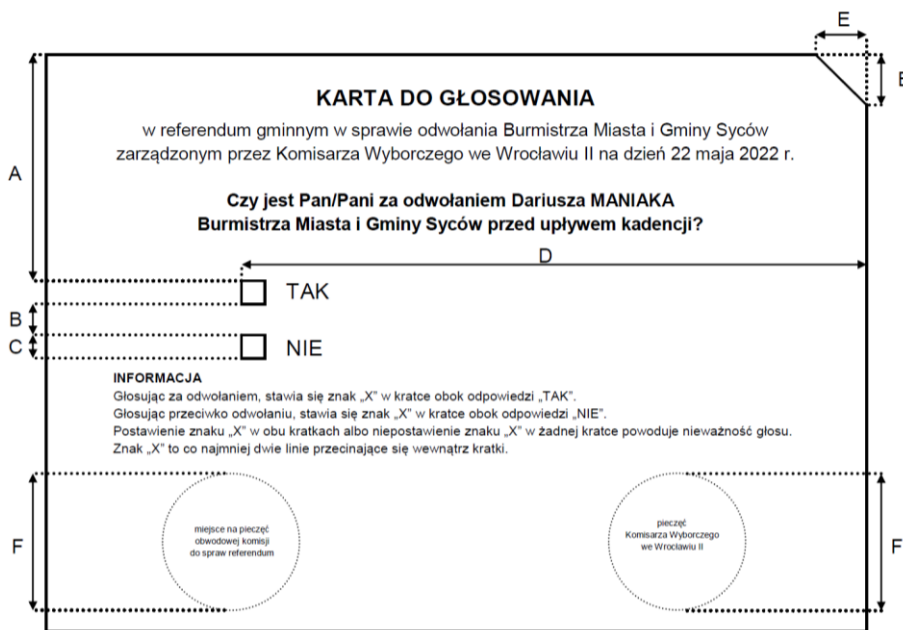 E
E
KARTA DO GŁOSOWANIA
w referendum gminnym w sprawie odwołania Burmistrza Miasta i Gminy Syców
zarządzonym przez Komisarza Wyborczego we Wrocławiu II na dzień 22 maja 2022 r.
A
Czy jest Pan/Pani za odwołaniem Dariusza MANIAKA
Burmistrza Miasta i Gminy Syców przed upływem kadencji?
D
TAK
B
C
NIE
INFORMACJA
Głosując za odwołaniem, stawia się znak „X” w kratce obok odpowiedzi „TAK”.
Głosując przeciwko odwołaniu, stawia się znak „X” w kratce obok odpowiedzi „NIE”.
Postawienie znaku „X” w obu kratkach albo niepostawienie znaku „X” w żadnej kratce powoduje nieważność głosu.
Znak „X” to co najmniej dwie linie przecinające się wewnątrz kratki.
F
miejsce na pieczęć
obwodowej komisji
do spraw referendum
pieczęć
Komisarza Wyborczego
we Wrocławiu II
F